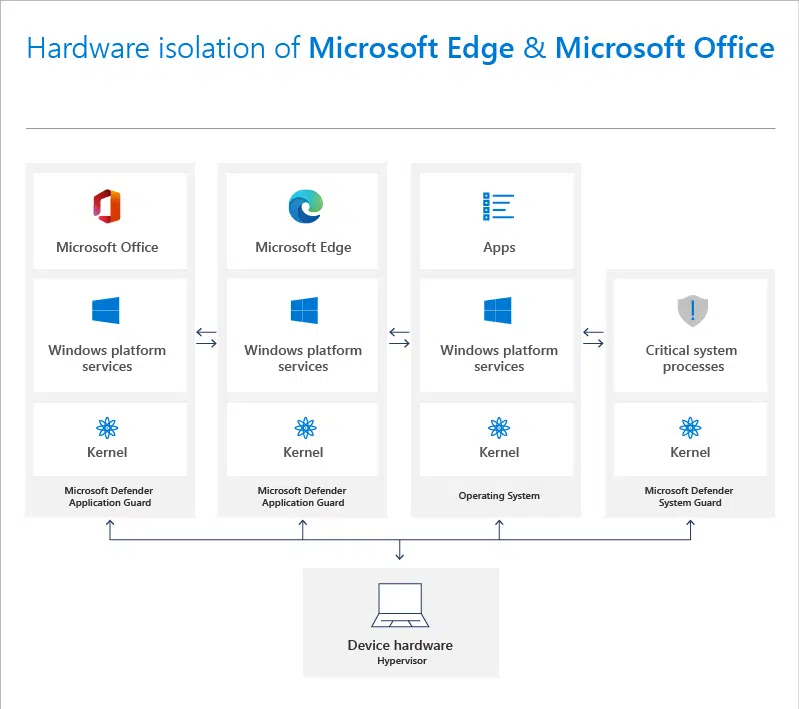 Hardware isolation of Microsoft Edge & Microsoft Office
Microsoft Office
Windows platform
services
Kernel
Microsoft Defender
Application Guard
Microsoft Edge
Windows platform
services
Kernel
Microsoft Defender
Application Guard
Apps
Windows platform
services
Kernel
Operating System
Critical system
processes
Kernel
Microsoft Defender
System Guard
Device hardware
Hypervisor